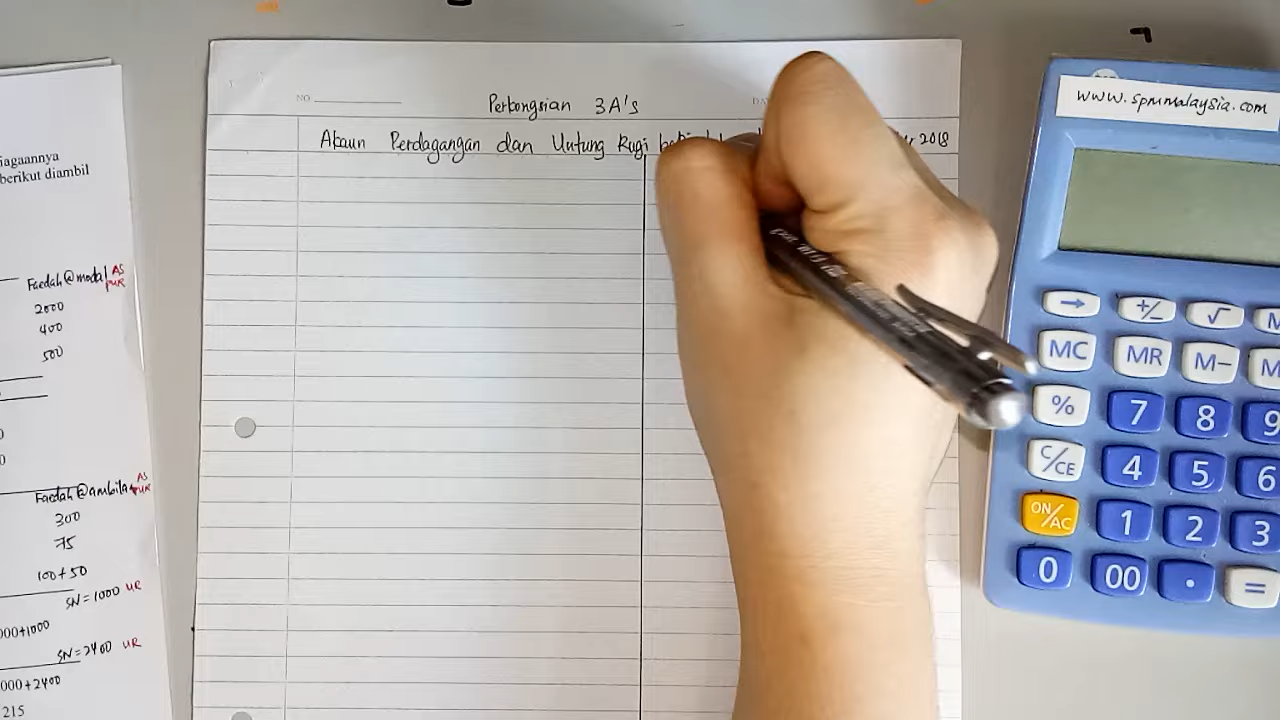 iagaannya
berikut diambil
Faedah@modal AS
PUR
2000
400
500
Faedah@ambilan AS
PUR
300
75
100+50
SN=1000 UR
000+1000
SN=2400 UR
000+2400
215
NO
Perkongsian 3A's
Akaun Perdagangan dan Untung Rugi
2018
www.spmmalaysia.com
→ +/- √ M
MC MR M− M
% 7 8 9
C/CE 4 5 6
ON/AC 1 2 3
0 00 • =